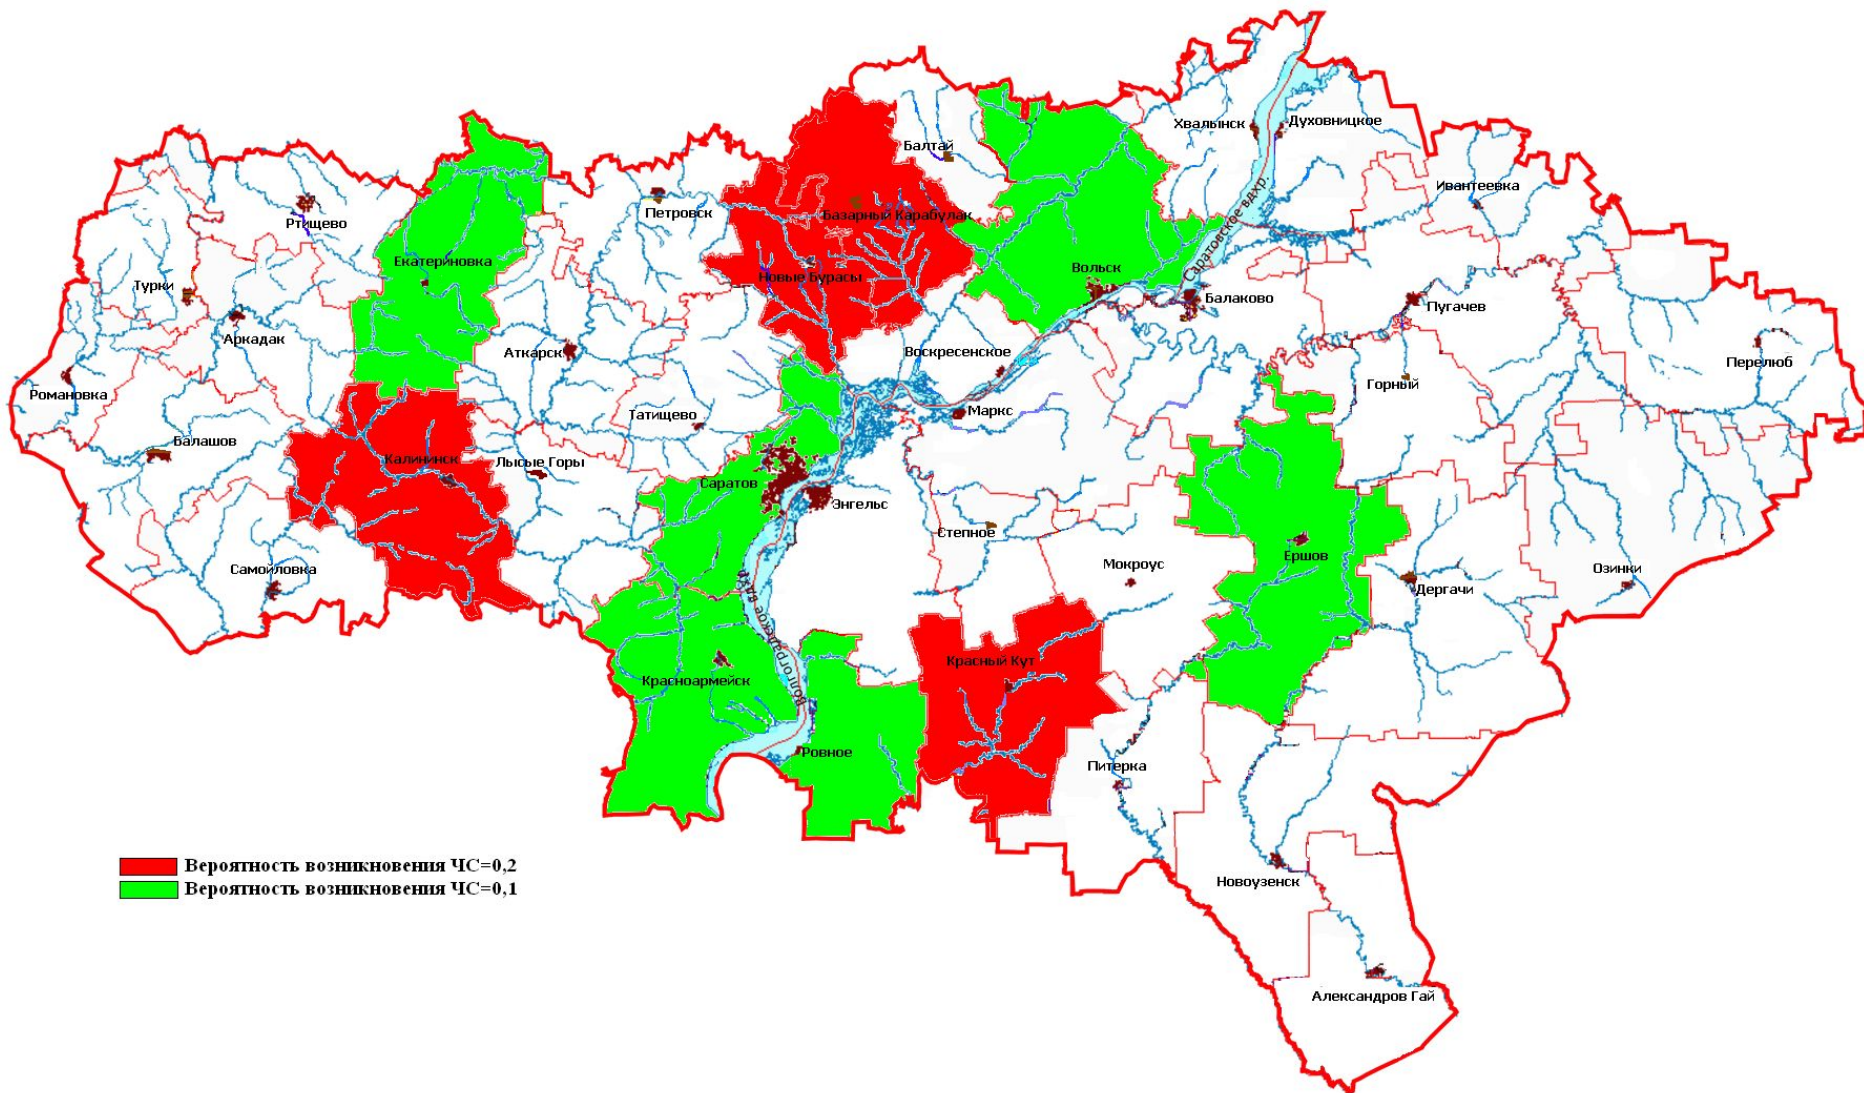 Хвалынск
Духовницкое
Балтай
Ивантеевка
Петровск
Базарный Карабулак
Ртищево
Саратовское вдхр.
Екатериновка
Новые Бурасы
Вольск
Турки
Балаково
Пугачев
Аркадак
Аткарск
Воскресенское
Перелюб
Горный
Романовка
Татищево
Маркс
Балашов
Калининск
Лысые Горы
Саратов
Энгельс
Степное
Ершов
Мокроус
Самойловка
Озинки
Дергачи
Волгоградское вдхр.
Красный Кут
Красноармейск
Ровное
Питерка
Вероятность возникновения ЧС=0,2
Вероятность возникновения ЧС=0,1
Новоузенск
Александров Гай